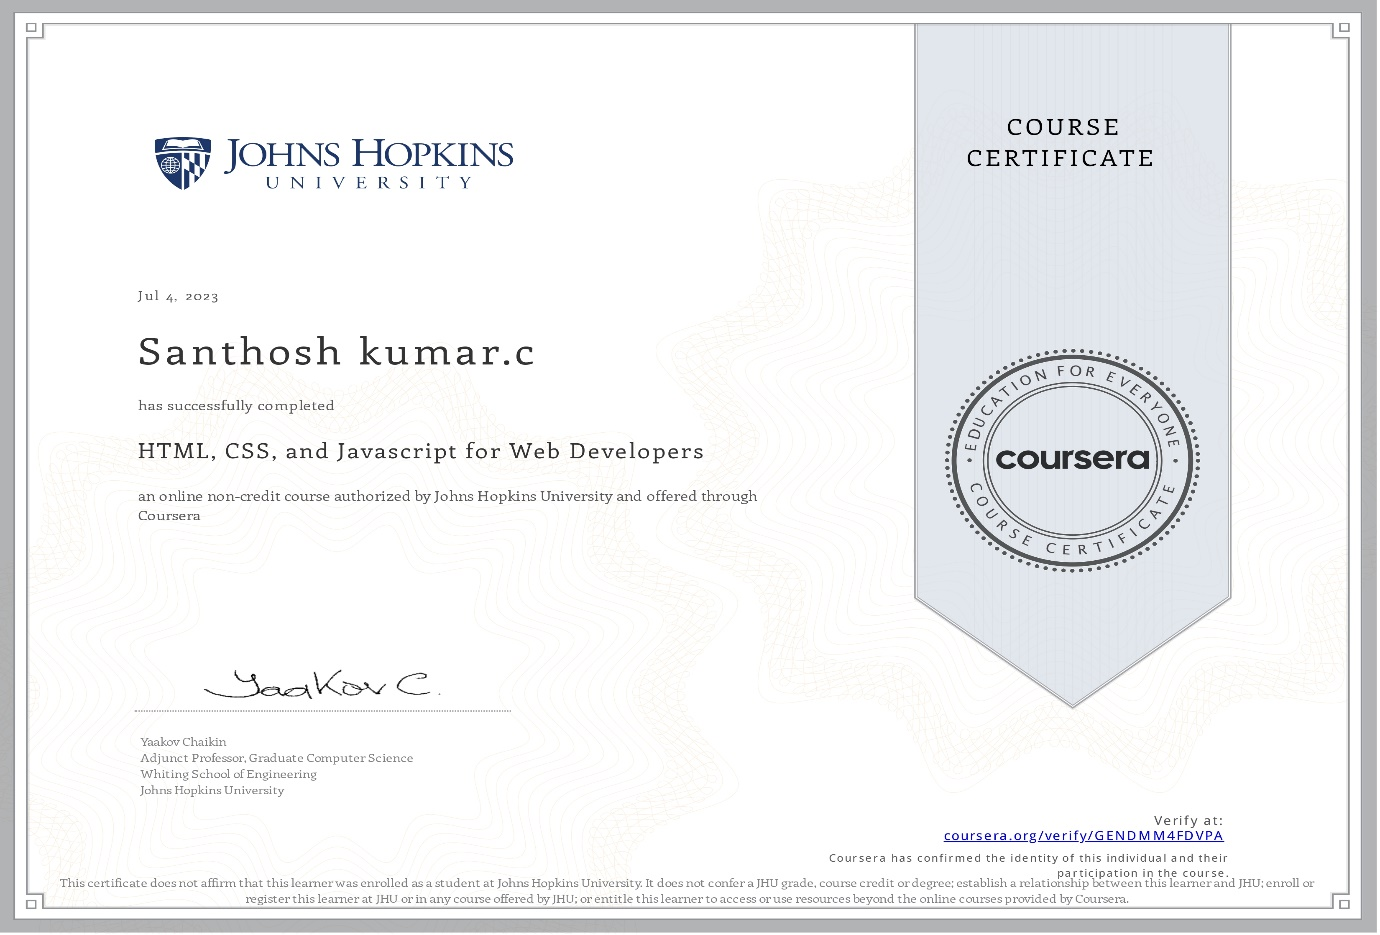 JOHNS HOPKINS
UNIVERSITY
COURSE
CERTIFICATE
Jul 4, 2023
Santhosh kumar.c
has successfully completed
HTML, CSS, and Javascript for Web Developers
an online non-credit course authorized by Johns Hopkins University and offered through
Coursera
EDUCATION FOR EVERYONE
coursera
COURSE CERTIFICATE
Yaakov C.
Yaakov Chaikin
Adjunct Professor, Graduate Computer Science
Whiting School of Engineering
Johns Hopkins University
Verify at:
coursera.org/verify/GENDMM4FDVPA
Coursera has confirmed the identity of this individual and their
participation in the course.
This certificate does not affirm that this learner was enrolled as a student at Johns Hopkins University. It does not confer a JHU grade, course credit or degree; establish a relationship between this learner and JHU; enroll or
register this learner at JHU or in any course offered by JHU; or entitle this learner to access or use resources beyond the online courses provided by Coursera.